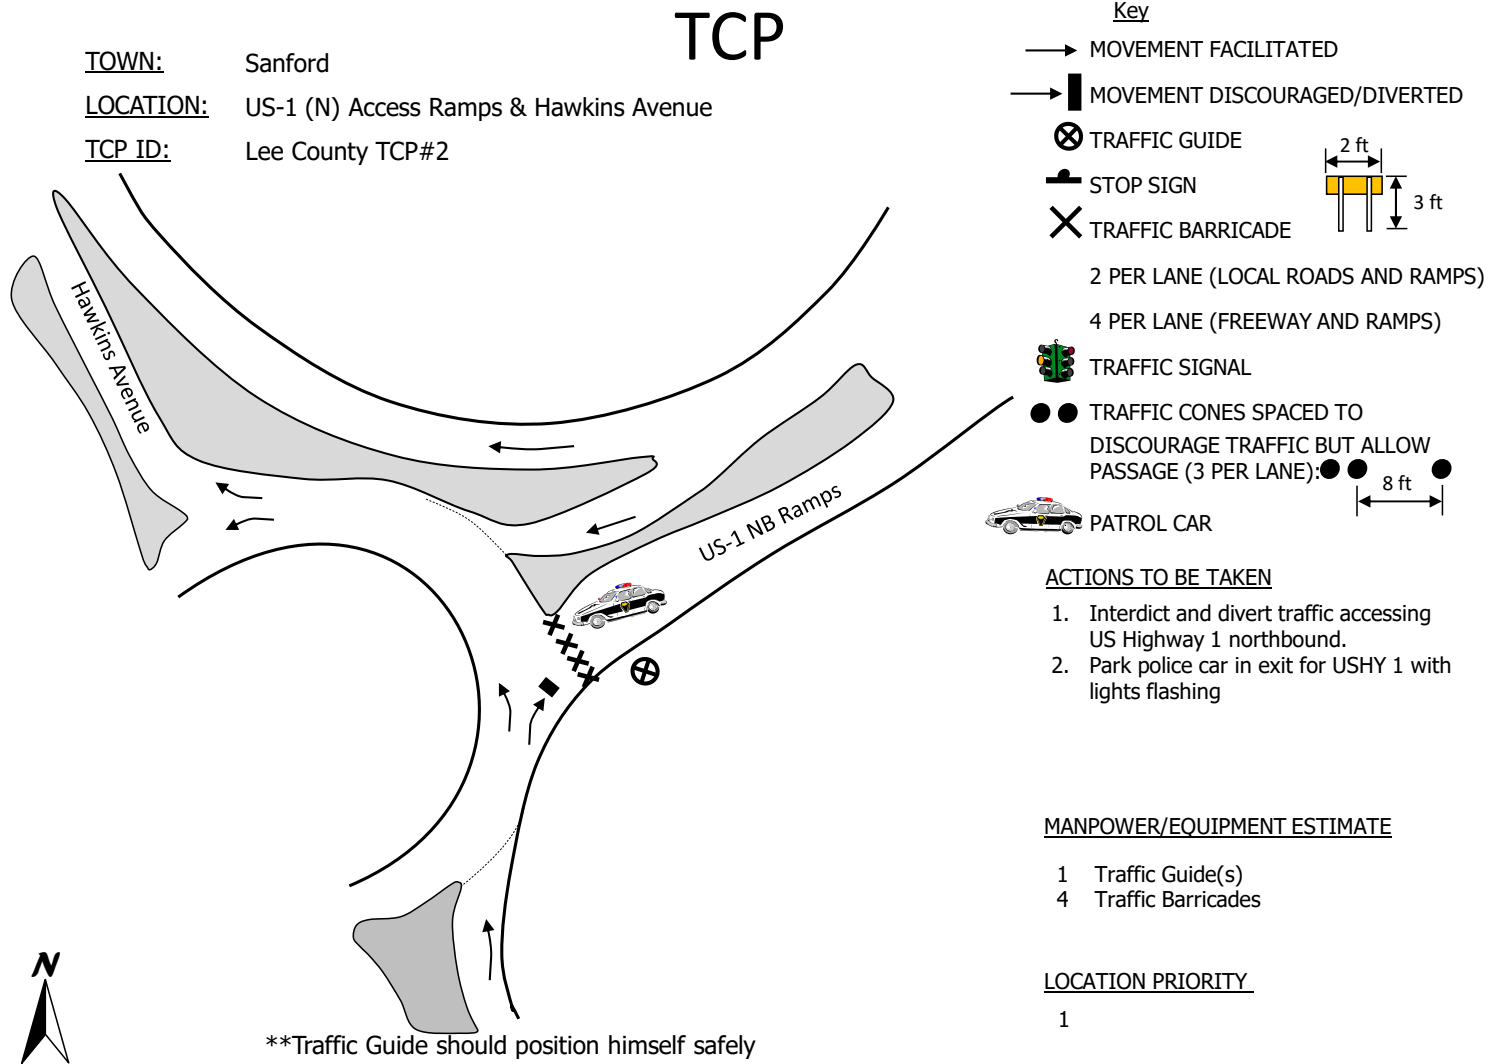 TCP
TOWN: Sanford
LOCATION: US-1 (N) Access Ramps & Hawkins Avenue
TCP ID: Lee County TCP#2
Hawkins Avenue
US-1 NB Ramps
N
**Traffic Guide should position himself safely
Key
MOVEMENT FACILITATED
MOVEMENT DISCOURAGED/DIVERTED
TRAFFIC GUIDE
2 ft
STOP SIGN
3 ft
TRAFFIC BARRICADE
2 PER LANE (LOCAL ROADS AND RAMPS)
4 PER LANE (FREEWAY AND RAMPS)
TRAFFIC SIGNAL
TRAFFIC CONES SPACED TO
DISCOURAGE TRAFFIC BUT ALLOW
PASSAGE (3 PER LANE):
8 ft
PATROL CAR
ACTIONS TO BE TAKEN
1. Interdict and divert traffic accessing
US Highway 1 northbound.
2. Park police car in exit for USHY 1 with
lights flashing
MANPOWER/EQUIPMENT ESTIMATE
1 Traffic Guide(s)
4 Traffic Barricades
LOCATION PRIORITY
1